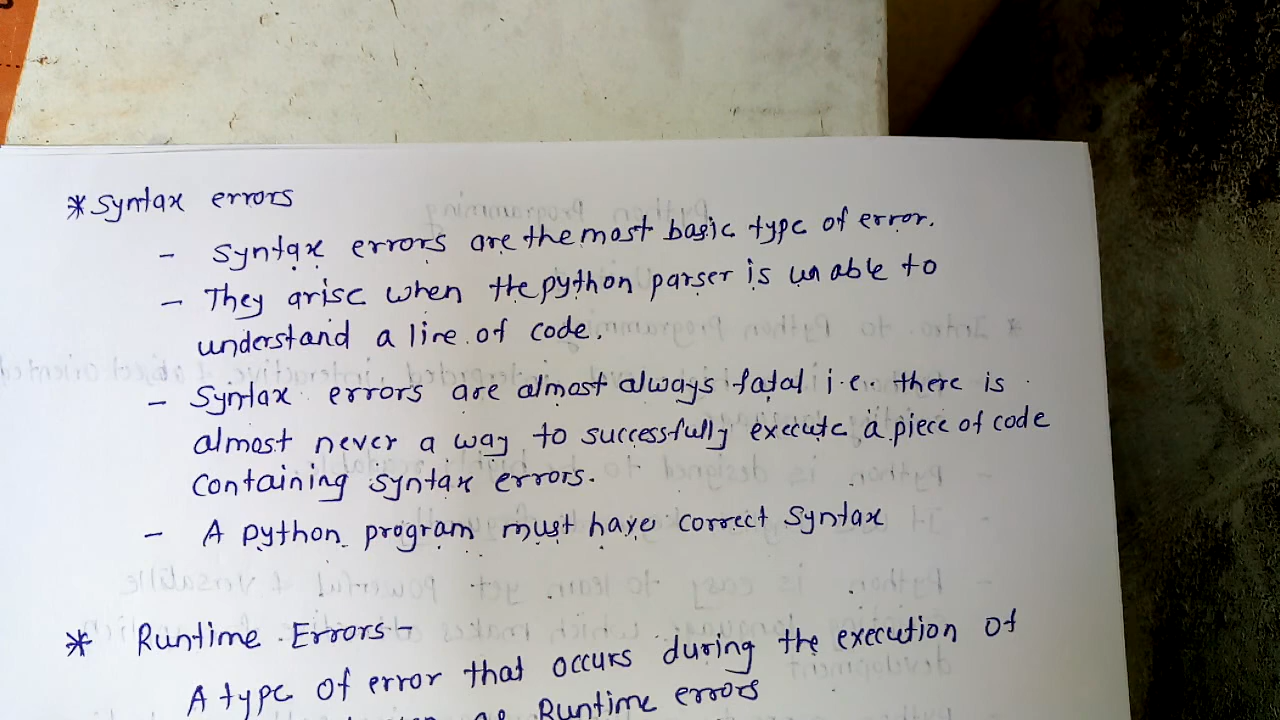 * Syntax errors
- Syntax errors are the most basic type of error.
- They arise when the python parser is unable to
understand a line of code.
- Syntax errors are almost always fatal i.e. there is
almost never a way to successfully execute a piece of code
containing syntax errors.
- A python program must have correct syntax
* Runtime Errors -
A type of error that occurs during the execution of
as Runtime errors